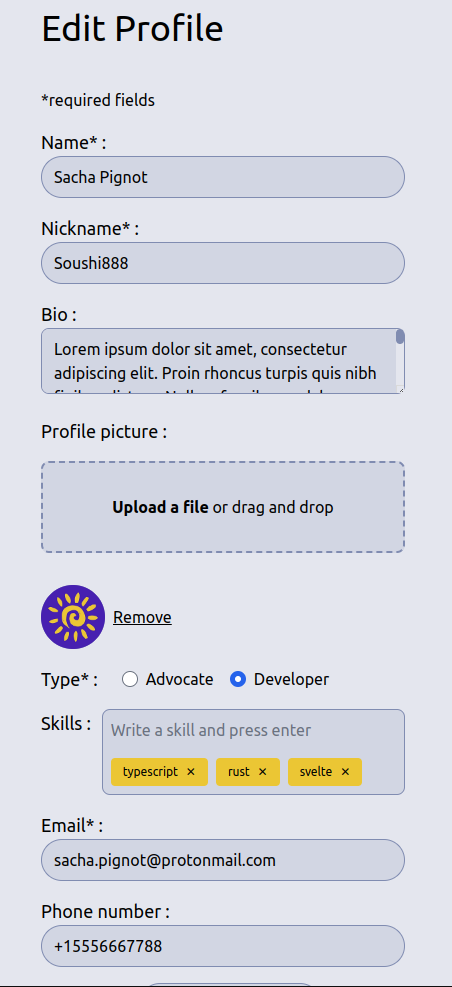 Edit Profile
*required fields
Name* :
Sacha Pignot
Nickname* :
Soushi888
Bio :
Lorem ipsum dolor sit amet, consectetur
adipiscing elit. Proin rhoncus turpis quis nibh
Profile picture :
Upload a file or drag and drop
Remove
Type* : Advocate Developer
Skills : Write a skill and press enter
typescript × rust × svelte ×
Email* :
sacha.pignot@protonmail.com
Phone number :
+15556667788